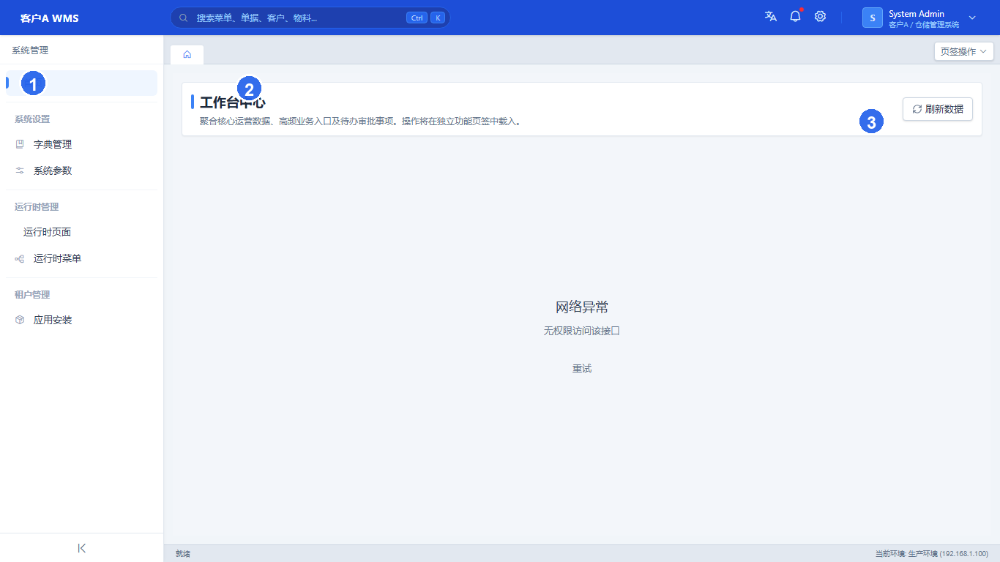 客户A WMS
搜索菜单、单据、客户、物料...
Ctrl
K
S
System Admin
客户A / 仓储管理系统
系统管理
页签操作
1
2
工作台中心
聚合核心运营数据、高频业务入口及待办审批事项。操作将在独立功能页签中载入。
3
刷新数据
系统设置
字典管理
系统参数
运行时管理
运行时页面
运行时菜单
租户管理
应用安装
网络异常
无权限访问该接口
重试
就绪
当前环境: 生产环境 (192.168.1.100)